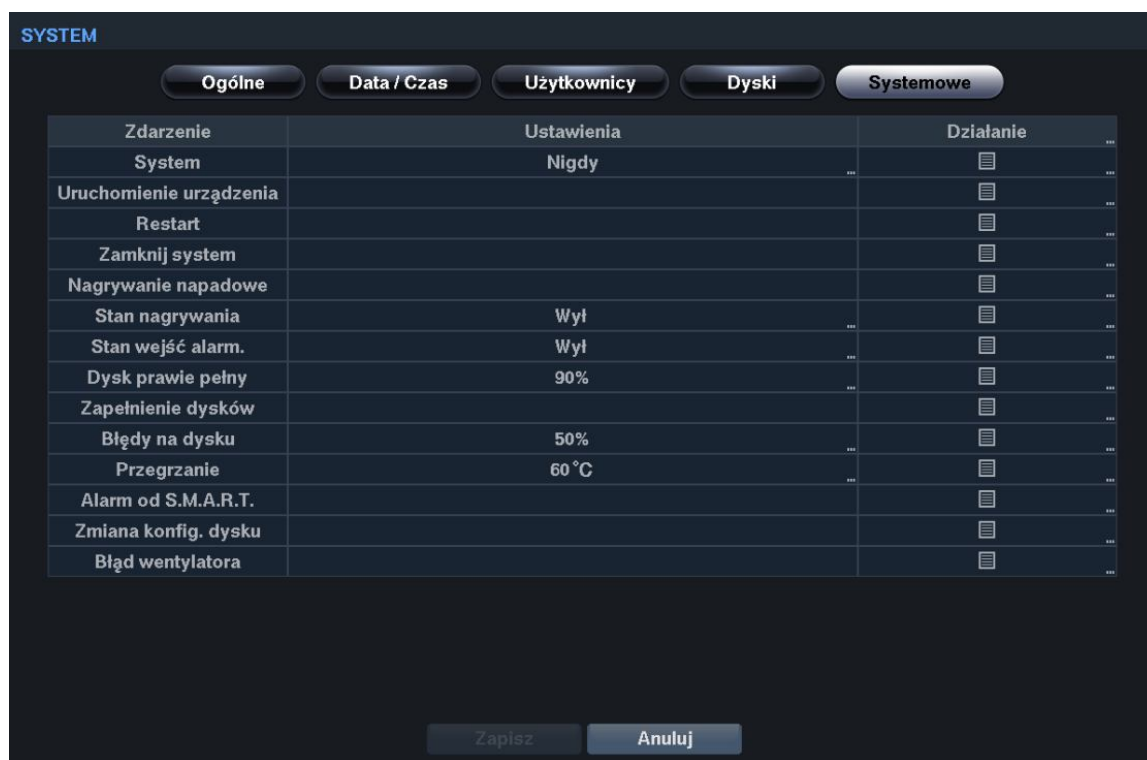 SYSTEM
Ogólne Data / Czas Użytkownicy Dyski Systemowe
Zdarzenie Ustawienia Działanie ...
System Nigdy ... ...
Uruchomienie urządzenia ...
Restart ...
Zamknij system ...
Nagrywanie napadowe ...
Stan nagrywania Wył ... ...
Stan wejść alarm. Wył ... ...
Dysk prawie pełny 90% ... ...
Zapełnienie dysków ...
Błędy na dysku 50% ... ...
Przegrzanie 60°C ... ...
Alarm od S.M.A.R.T. ...
Zmiana konfig. dysku ...
Błąd wentylatora ...
Zapisz Anuluj